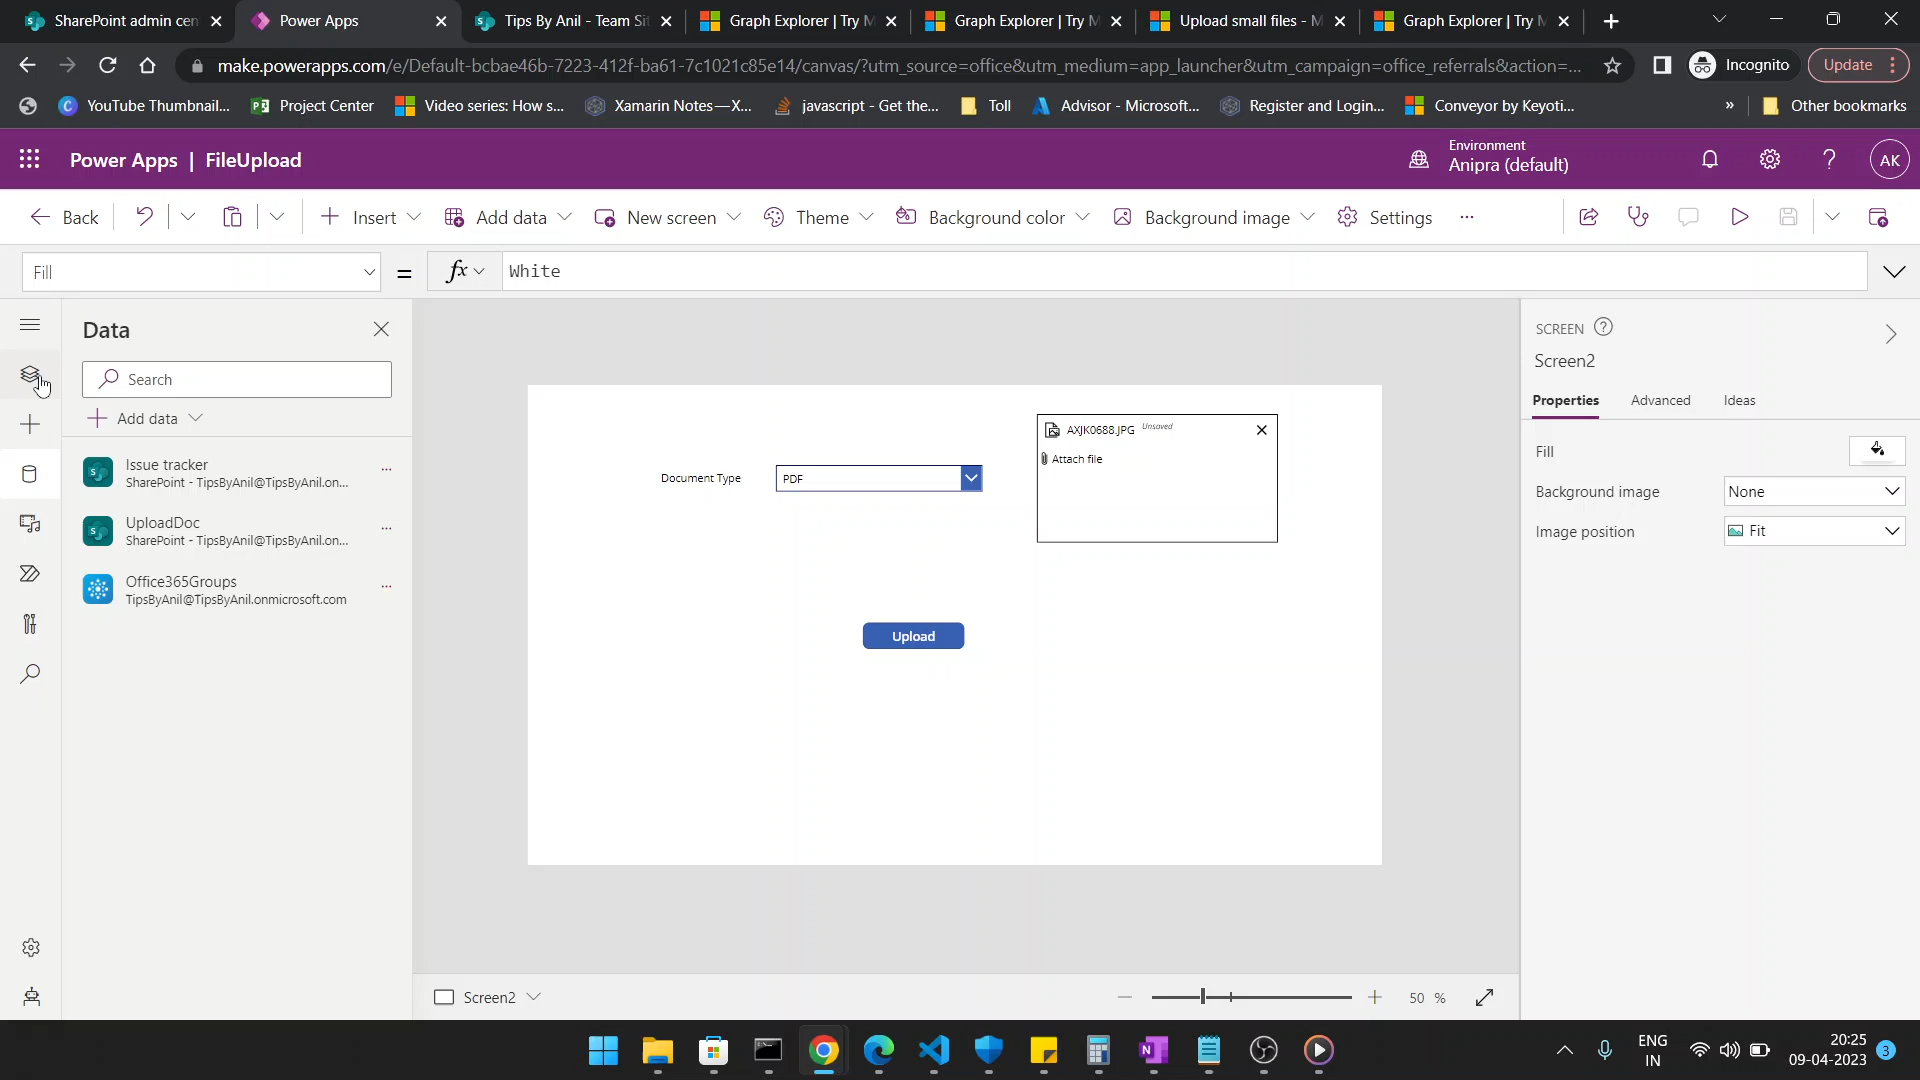 SharePoint admin cen
Power Apps
Tips By Anil - Team Sit
Graph Explorer | Try M
Graph Explorer | Try M
Upload small files - M
Graph Explorer | Try M
make.powerapps.com/e/Default-bcbae46b-7223-412f-ba61-7c1021c85e14/canvas/?utm_source=office&utm_medium=app_launcher&utm_campaign=office_referrals&action=...
Incognito
Update
YouTube Thumbnail...
Project Center
Video series: How s...
Xamarin Notes—X...
javascript - Get the...
Toll
Advisor - Microsoft...
Register and Login...
Conveyor by Keyoti...
»
Other bookmarks
Power Apps | FileUpload
Environment
Anipra (default)
?
AK
Back
Insert
Add data
New screen
Theme
Background color
Background image
Settings
...
Fill
=
fx
White
Data
Search
Add data
Issue tracker
SharePoint - TipsByAnil@TipsByAnil.on...
UploadDoc
SharePoint - TipsByAnil@TipsByAnil.on...
Office365Groups
TipsByAnil@TipsByAnil.onmicrosoft.com
Document Type
PDF
AXJK0688.JPG Unsaved
Attach file
Upload
SCREEN
Screen2
Properties
Advanced
Ideas
Fill
Background image
None
Image position
Fit
Screen2
50 %
ENG
IN
20:25
09-04-2023
3